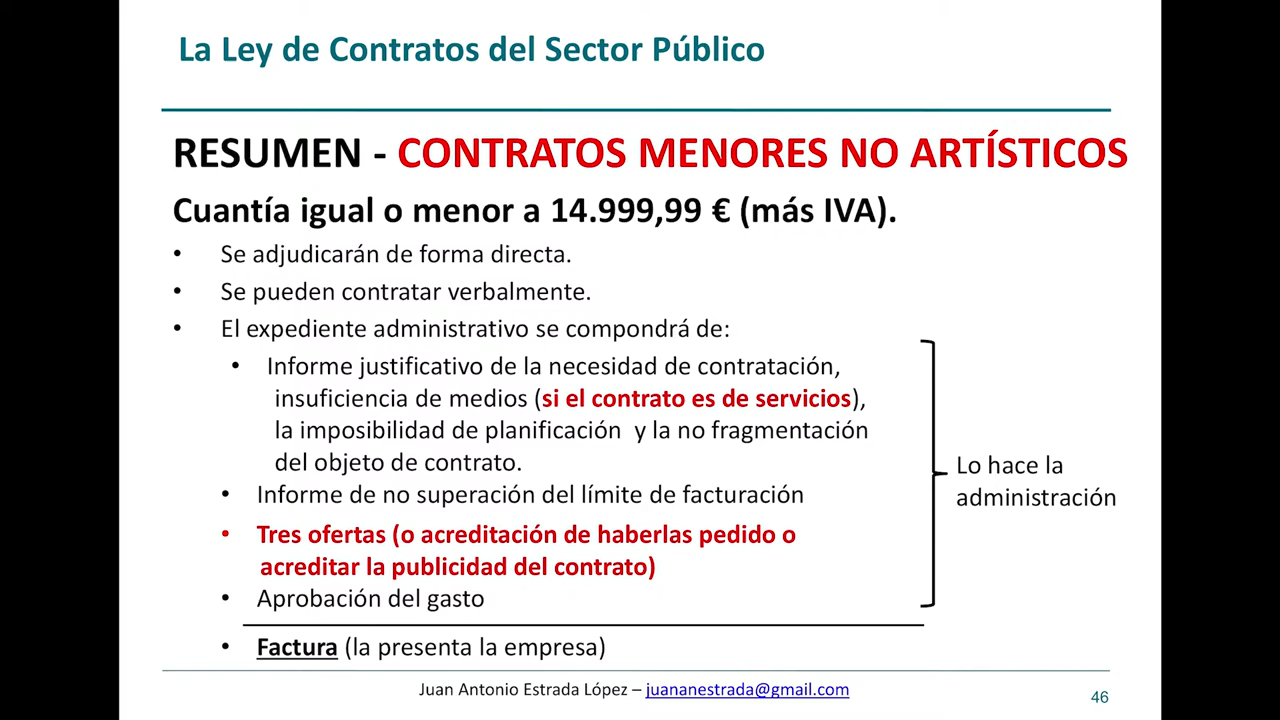 La Ley de Contratos del Sector Público
RESUMEN - CONTRATOS MENORES NO ARTÍSTICOS
Cuantía igual o menor a 14.999,99 € (más IVA).
• Se adjudicarán de forma directa.
• Se pueden contratar verbalmente.
• El expediente administrativo se compondrá de:
• Informe justificativo de la necesidad de contratación,
insuficiencia de medios (si el contrato es de servicios),
la imposibilidad de planificación y la no fragmentación
del objeto de contrato.
• Informe de no superación del límite de facturación
• Tres ofertas (o acreditación de haberlas pedido o
acreditar la publicidad del contrato)
• Aprobación del gasto
Lo hace la
administración
• Factura (la presenta la empresa)
Juan Antonio Estrada López – juananestrada@gmail.com
46